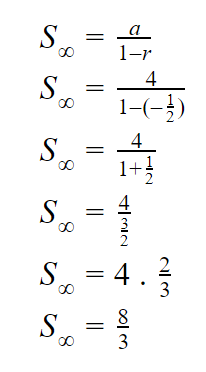 S∞ = a/(1−r)
S∞ = 4/(1−(−1/2))
S∞ = 4/(1+1/2)
S∞ = 4/(3/2)
S∞ = 4 . 2/3
S∞ = 8/3